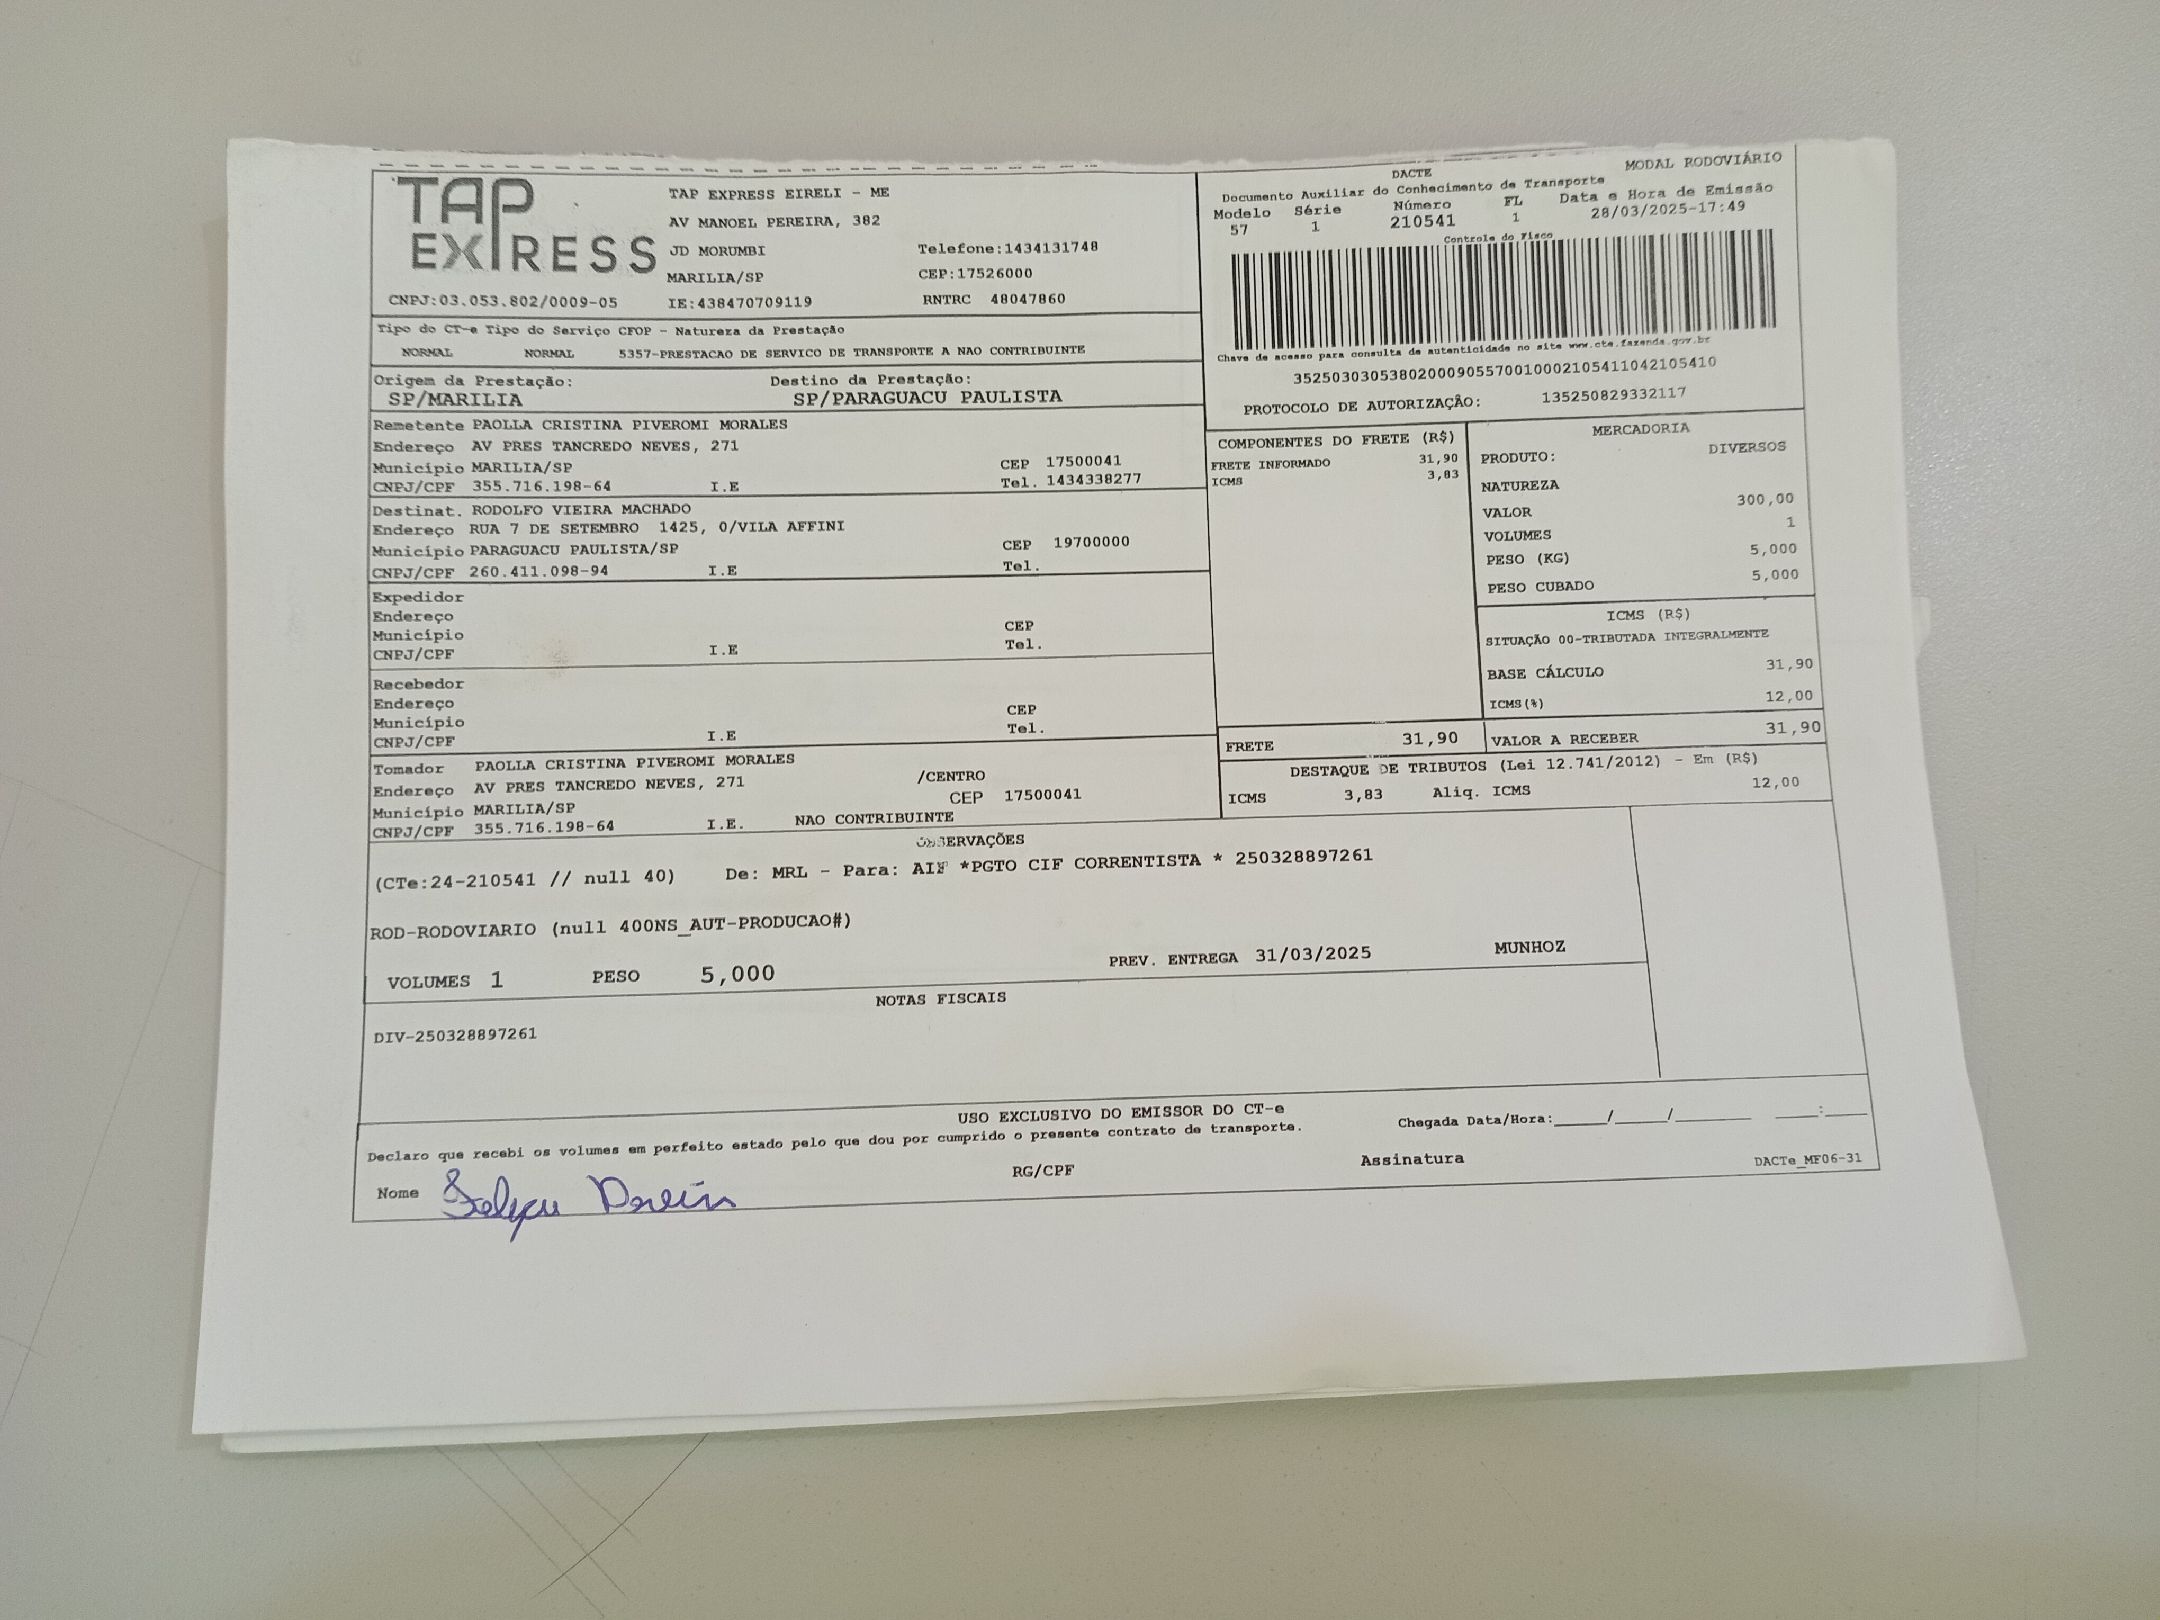 TAP
EXPRESS
TAP EXPRESS EIRELI - ME
AV MANOEL PEREIRA, 382
JD MORUMBI Telefone:1434131748
MARILIA/SP CEP:17526000
CNPJ:03.053.802/0009-05 IE:438470709119 RNTRC 48047860
DACTE MODAL RODOVIÁRIO
Documento Auxiliar do Conhecimento de Transporte
Modelo Série Número FL Data e Hora de Emissão
57 1 210541 1 28/03/2025-17:49
Controle do Fisco
Chave de acesso para consulta de autenticidade no site www.cte.fazenda.gov.br
35250303053802000905570010002105411042105410
PROTOCOLO DE AUTORIZAÇÃO: 135250829332117
Tipo do CT-e Tipo do Serviço CFOP - Natureza da Prestação
NORMAL NORMAL 5357-PRESTACAO DE SERVICO DE TRANSPORTE A NAO CONTRIBUINTE
Origem da Prestação: Destino da Prestação:
SP/MARILIA SP/PARAGUACU PAULISTA
Remetente PAOLLA CRISTINA PIVEROMI MORALES
Endereço AV PRES TANCREDO NEVES, 271
Município MARILIA/SP CEP 17500041
CNPJ/CPF 355.716.198-64 I.E Tel. 1434338277
Destinat. RODOLFO VIEIRA MACHADO
Endereço RUA 7 DE SETEMBRO 1425, 0/VILA AFFINI
Município PARAGUACU PAULISTA/SP CEP 19700000
CNPJ/CPF 260.411.098-94 I.E Tel.
Expedidor
Endereço
Município CEP
CNPJ/CPF I.E Tel.
Recebedor
Endereço
Município CEP
CNPJ/CPF I.E Tel.
Tomador PAOLLA CRISTINA PIVEROMI MORALES
Endereço AV PRES TANCREDO NEVES, 271 /CENTRO
Município MARILIA/SP CEP 17500041
CNPJ/CPF 355.716.198-64 I.E. NAO CONTRIBUINTE
COMPONENTES DO FRETE (R$)
FRETE INFORMADO 31,90
ICMS 3,83
MERCADORIA
PRODUTO: DIVERSOS
NATUREZA
VALOR 300,00
VOLUMES 1
PESO (KG) 5,000
PESO CUBADO 5,000
ICMS (R$)
SITUAÇÃO 00-TRIBUTADA INTEGRALMENTE
BASE CÁLCULO 31,90
ICMS(%) 12,00
FRETE 31,90 VALOR A RECEBER 31,90
DESTAQUE DE TRIBUTOS (Lei 12.741/2012) - Em (R$)
ICMS 3,83 Aliq. ICMS 12,00
OBSERVAÇÕES
(CTe:24-210541 // null 40) De: MRL - Para: AIF *PGTO CIF CORRENTISTA * 250328897261
ROD-RODOVIARIO (null 400NS_AUT-PRODUCAO#)
VOLUMES 1 PESO 5,000 PREV. ENTREGA 31/03/2025 MUNHOZ
NOTAS FISCAIS
DIV-250328897261
USO EXCLUSIVO DO EMISSOR DO CT-e
Declaro que recebi os volumes em perfeito estado pelo que dou por cumprido o presente contrato de transporte. Chegada Data/Hora:_____/_____/_______ ____:____
Nome RG/CPF Assinatura DACTe_MF06-31